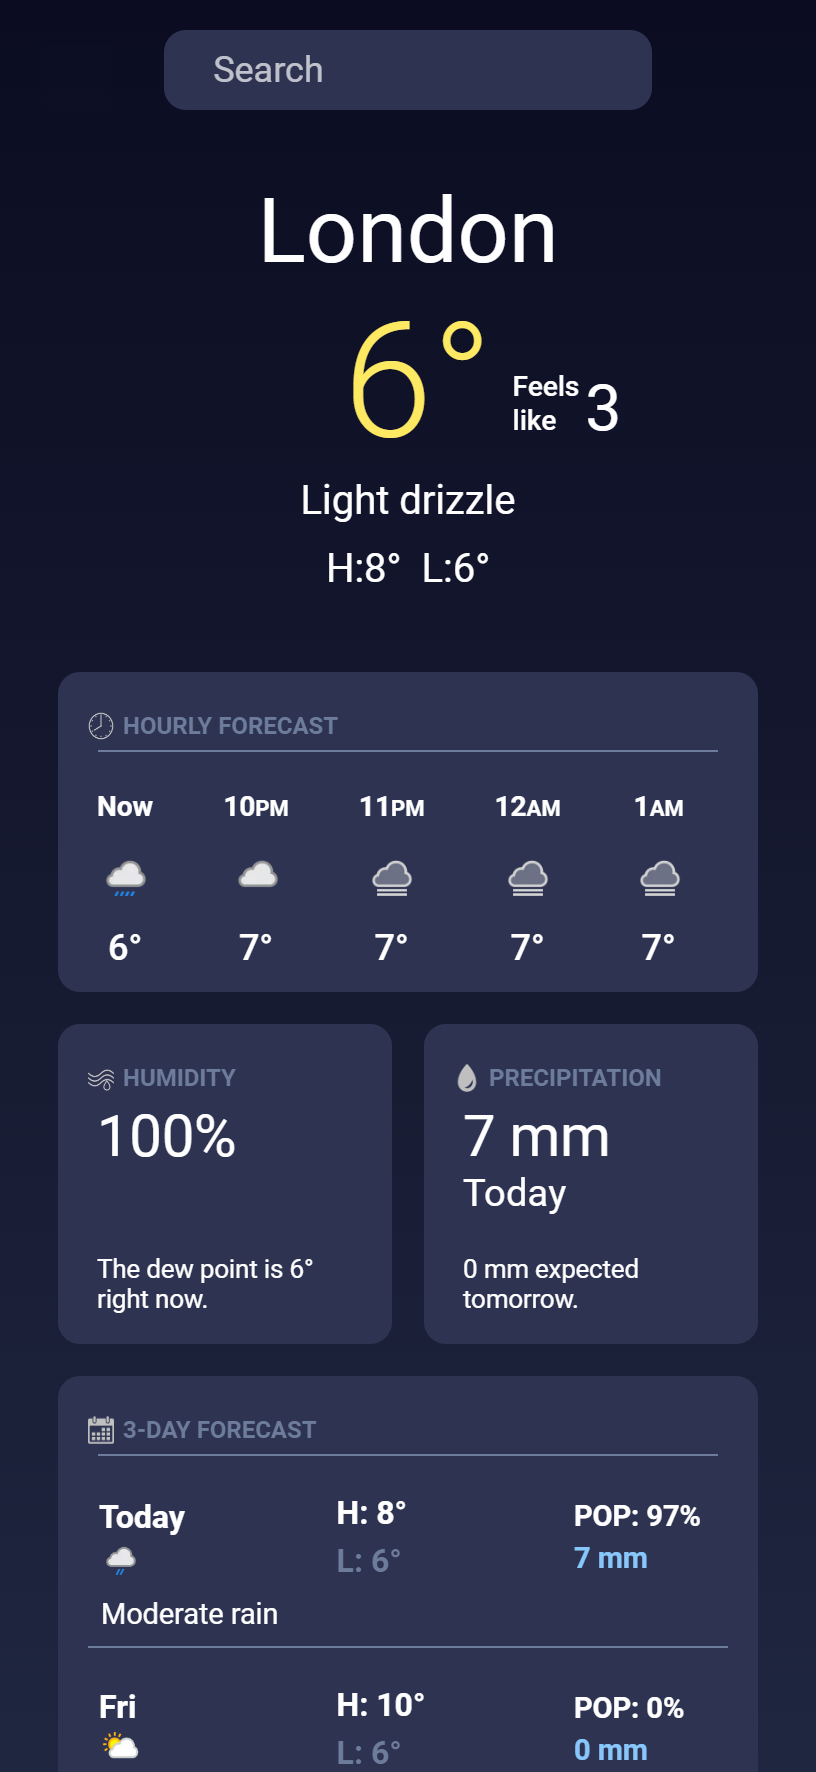 Search
London
6°
Feels like 3
Light drizzle
H:8° L:6°
HOURLY FORECAST
Now 10PM 11PM 12AM 1AM
6° 7° 7° 7° 7°
HUMIDITY
100%
The dew point is 6°
right now.
PRECIPITATION
7 mm
Today
0 mm expected
tomorrow.
3-DAY FORECAST
Today H: 8° POP: 97%
L: 6° 7 mm
Moderate rain
Fri H: 10° POP: 0%
L: 6° 0 mm